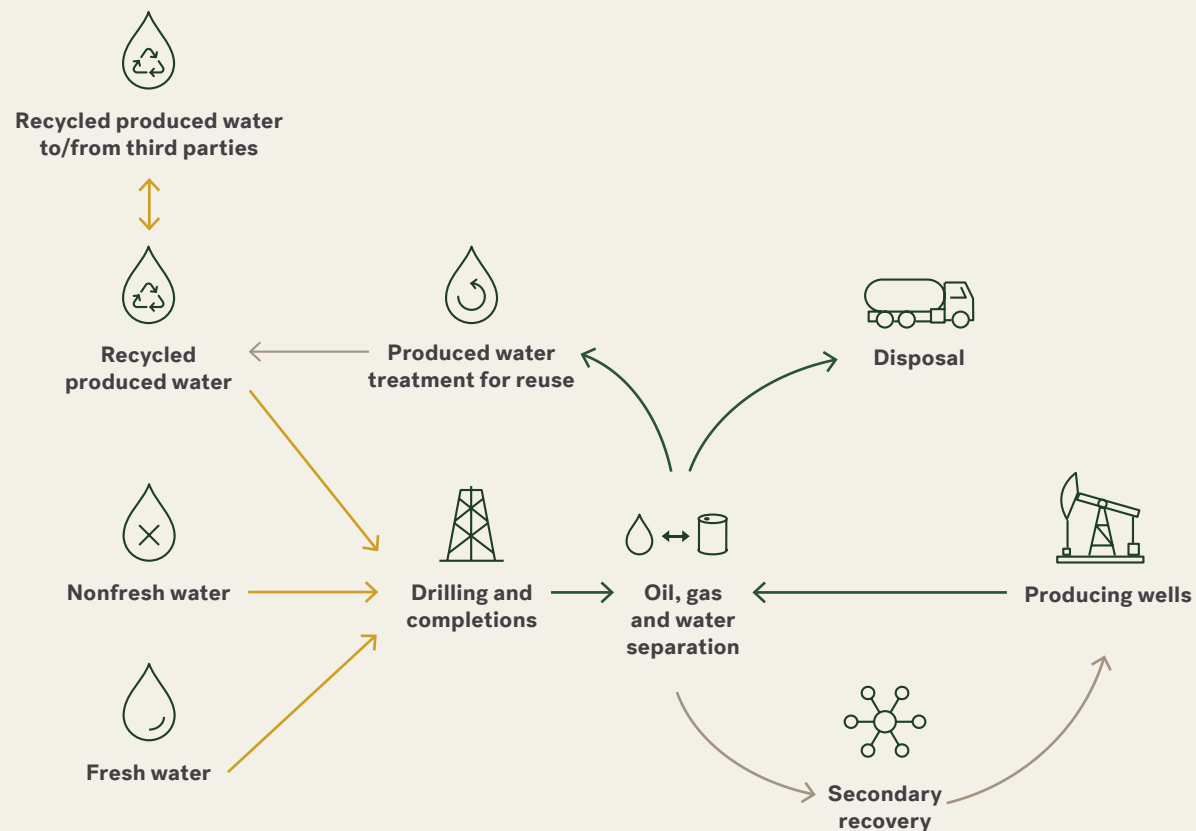 Recycled produced water
to/from third parties
Recycled
produced water
Produced water
treatment for reuse
Disposal
Nonfresh water
Drilling and
completions
Oil, gas
and water
separation
Producing wells
Fresh water
Secondary
recovery